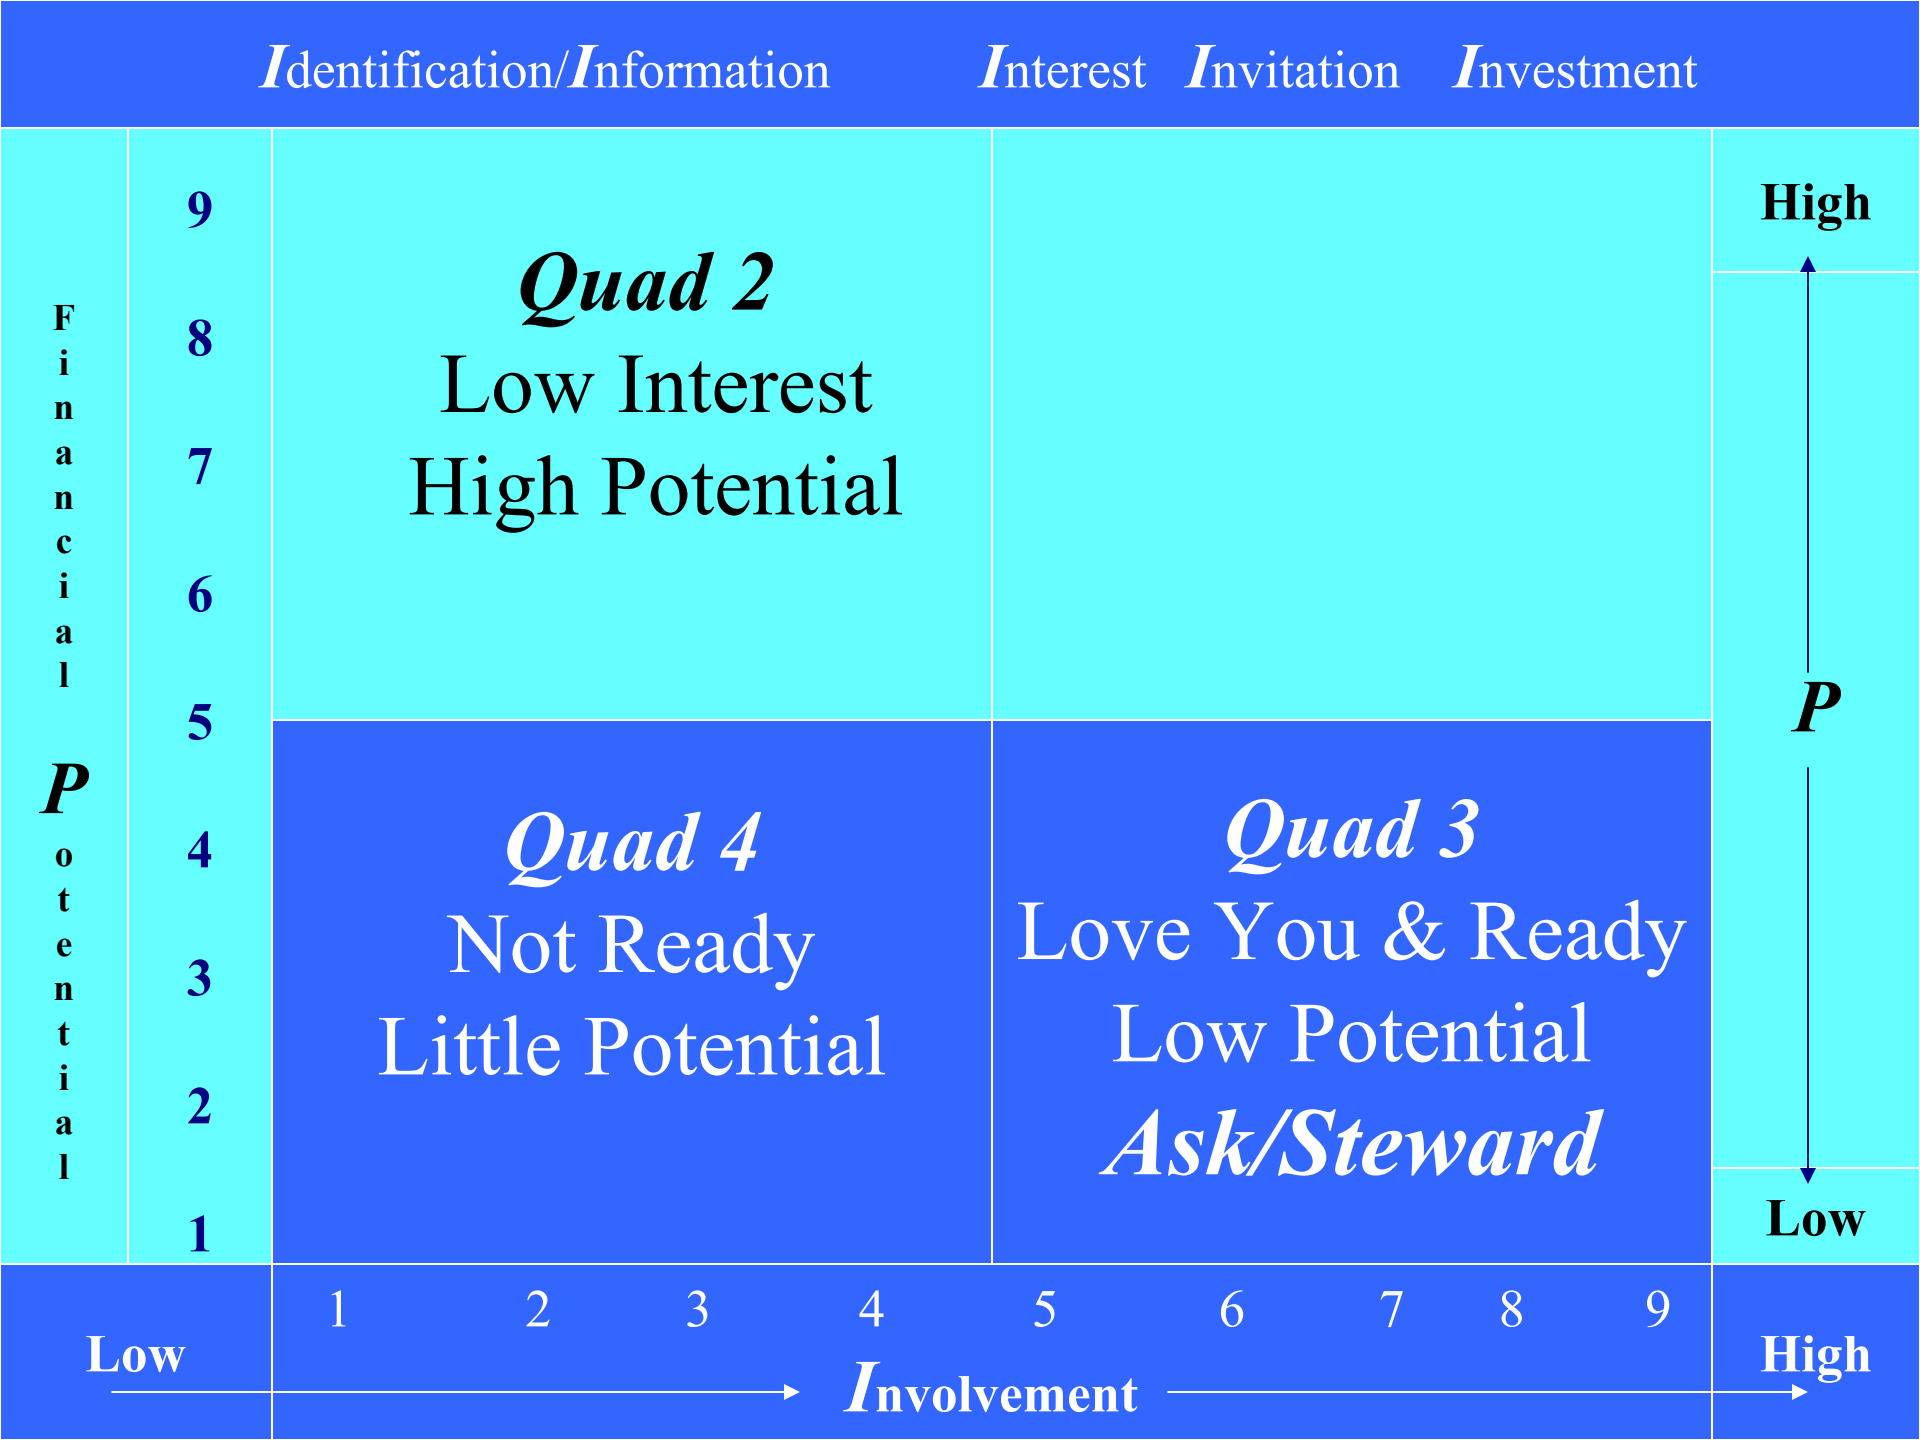 Identification/Information Interest Invitation Investment
Financial Potential
9
8
7
6
5
4
3
2
1
Quad 2
Low Interest
High Potential
Quad 4
Not Ready
Little Potential
Quad 3
Love You & Ready
Low Potential
Ask/Steward
High
P
Low
Low
1 2 3 4 5 6 7 8 9
Involvement
High